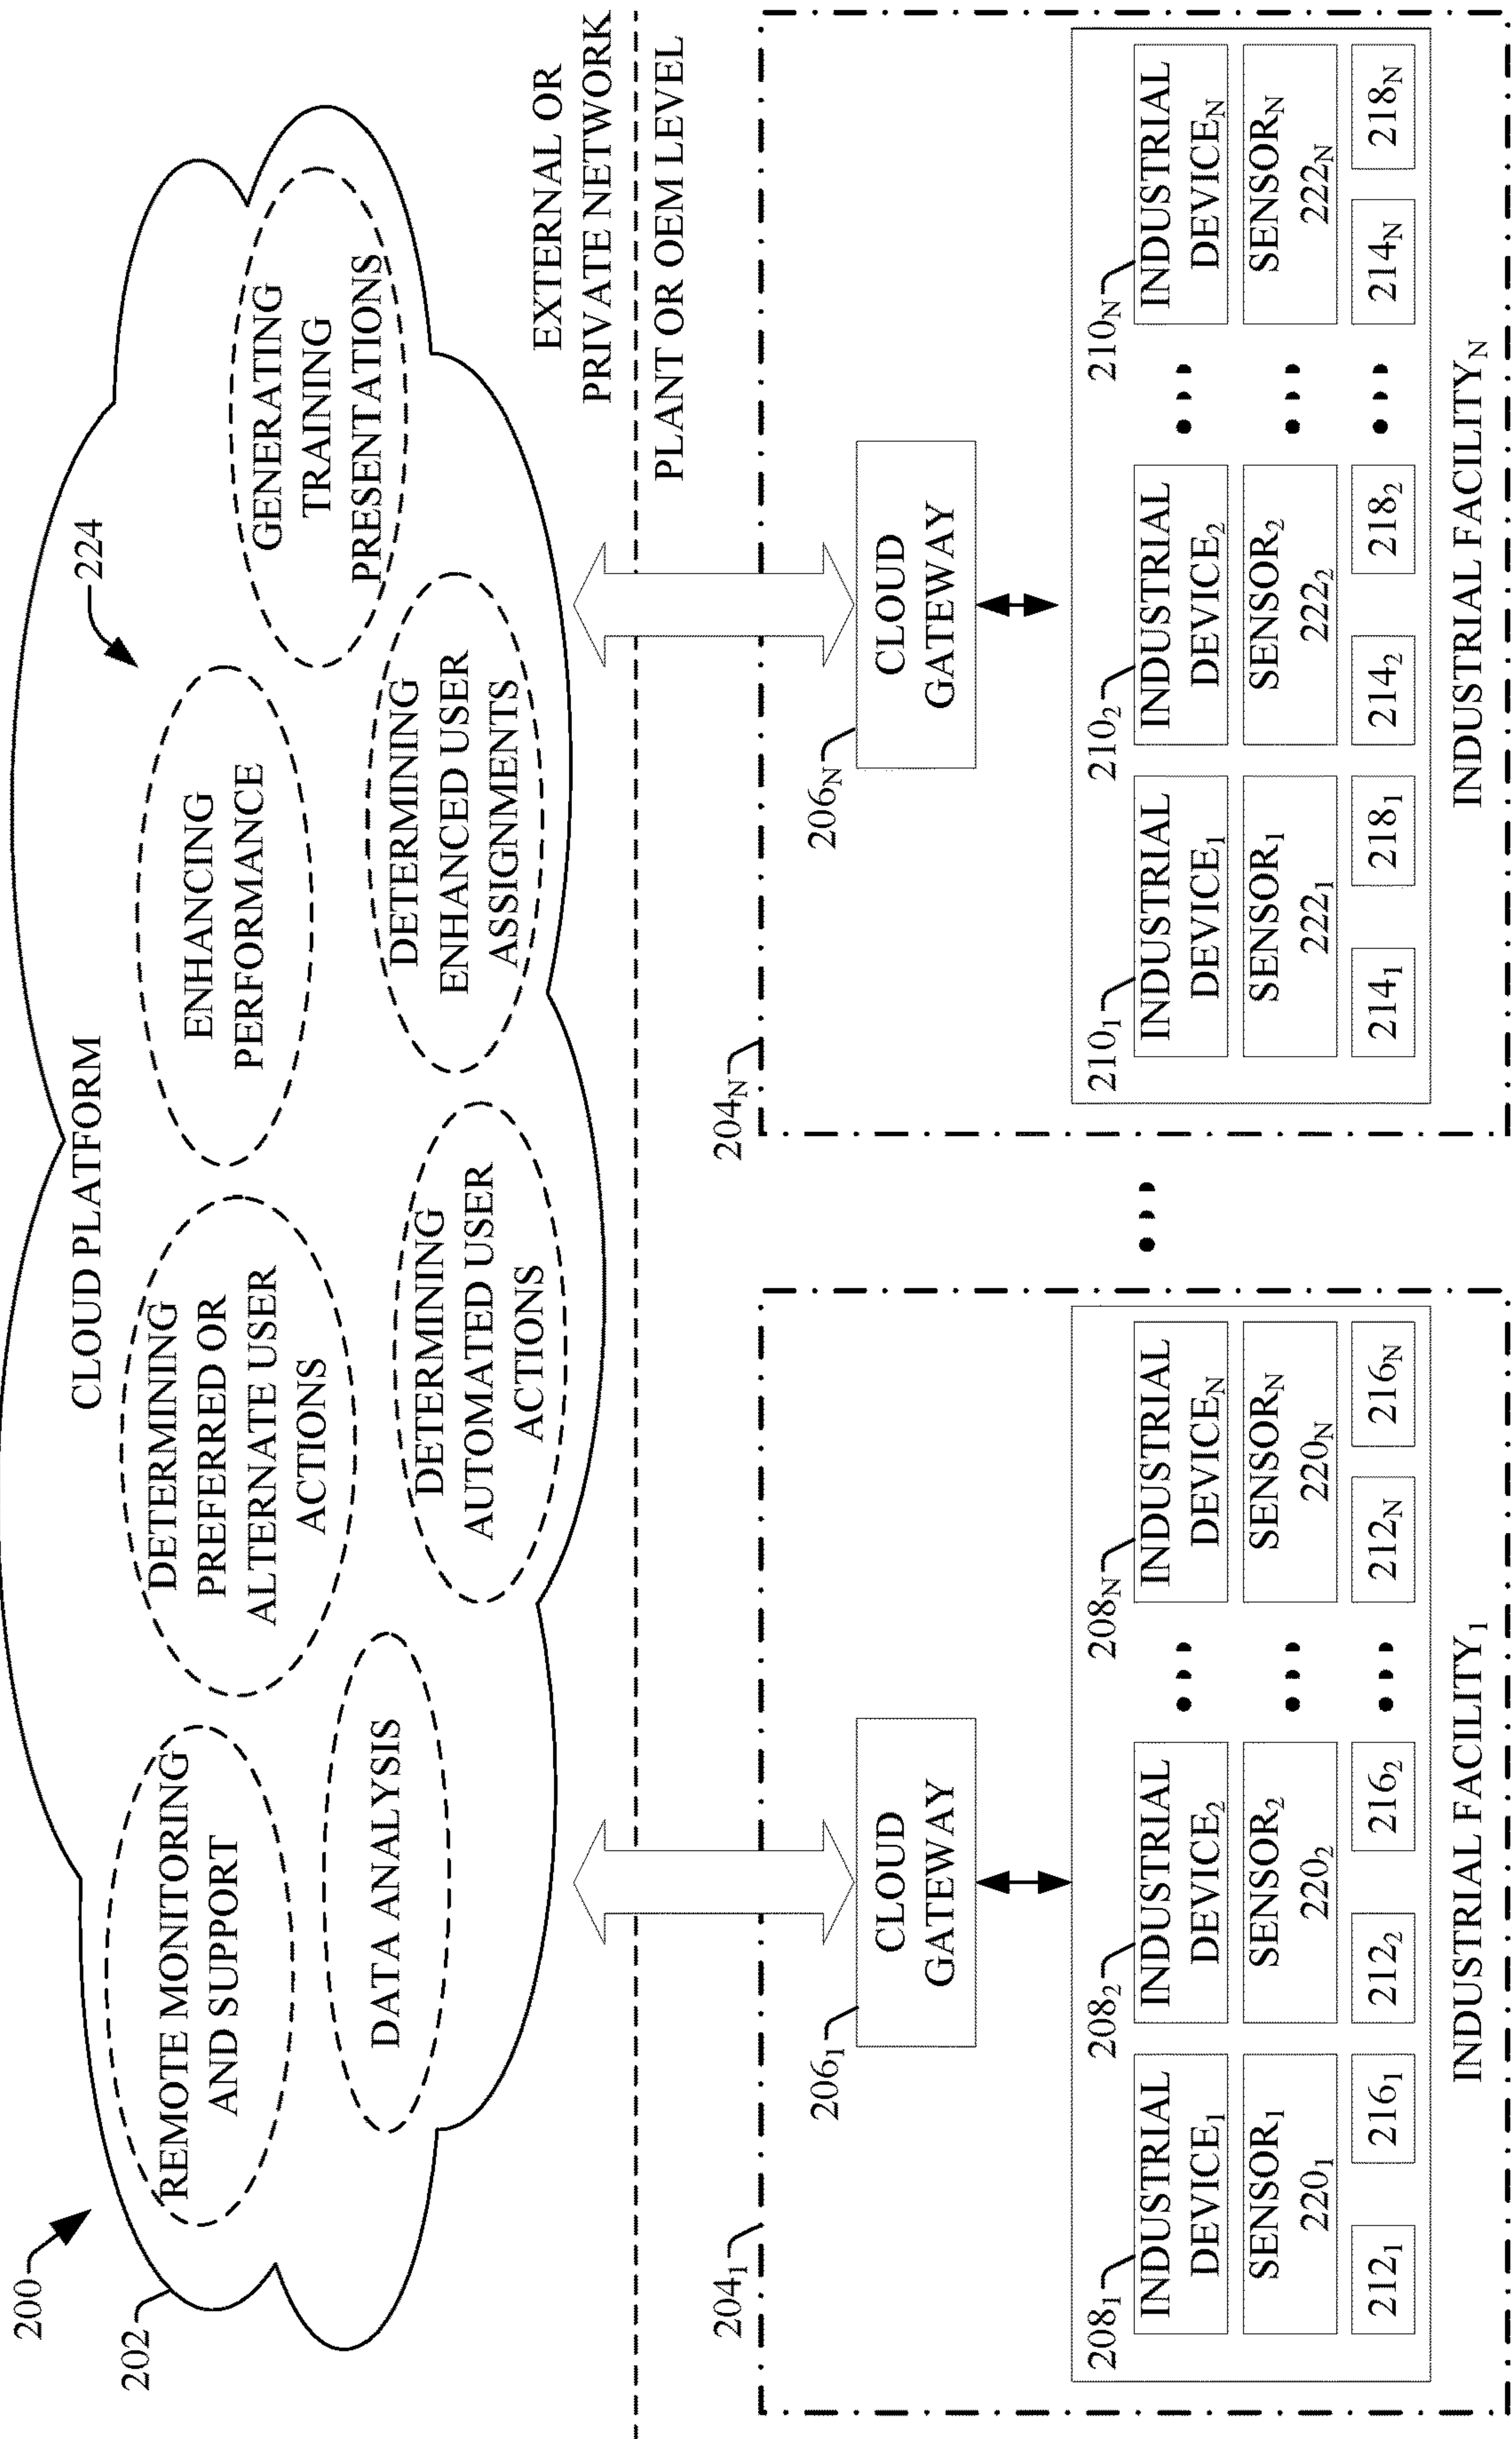 200
202
CLOUD PLATFORM
224
REMOTE MONITORING
AND SUPPORT
DETERMINING
PREFERRED OR
ALTERNATE USER
ACTIONS
ENHANCING
PERFORMANCE
GENERATING
TRAINING
PRESENTATIONS
DATA ANALYSIS
DETERMINING
AUTOMATED USER
ACTIONS
DETERMINING
ENHANCED USER
ASSIGNMENTS
EXTERNAL OR
PRIVATE NETWORK
PLANT OR OEM LEVEL
204₁
206₁
CLOUD
GATEWAY
208₁
INDUSTRIAL
DEVICE₁
SENSOR₁
220₁
212₁
216₁
208₂
INDUSTRIAL
DEVICE₂
SENSOR₂
220₂
212₂
216₂
208N
INDUSTRIAL
DEVICEN
SENSORN
220N
212N
216N
INDUSTRIAL FACILITY₁
204N
206N
CLOUD
GATEWAY
210₁
INDUSTRIAL
DEVICE₁
SENSOR₁
222₁
214₁
218₁
210₂
INDUSTRIAL
DEVICE₂
SENSOR₂
222₂
214₂
218₂
210N
INDUSTRIAL
DEVICEN
SENSORN
222N
214N
218N
INDUSTRIAL FACILITYN